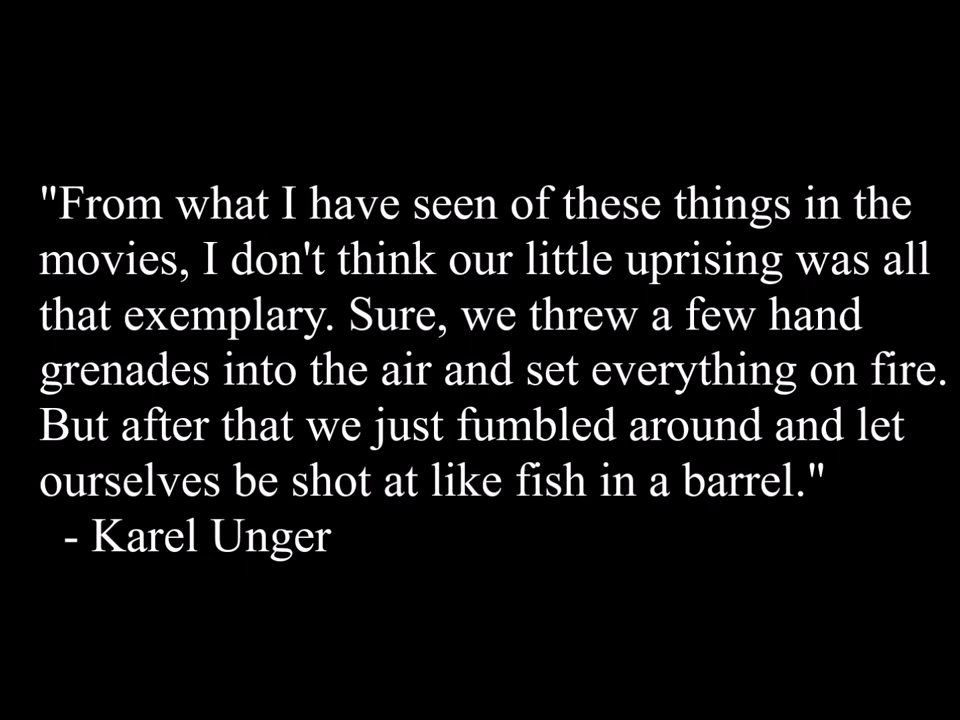 "From what I have seen of these things in the
movies, I don't think our little uprising was all
that exemplary. Sure, we threw a few hand
grenades into the air and set everything on fire.
But after that we just fumbled around and let
ourselves be shot at like fish in a barrel."
- Karel Unger